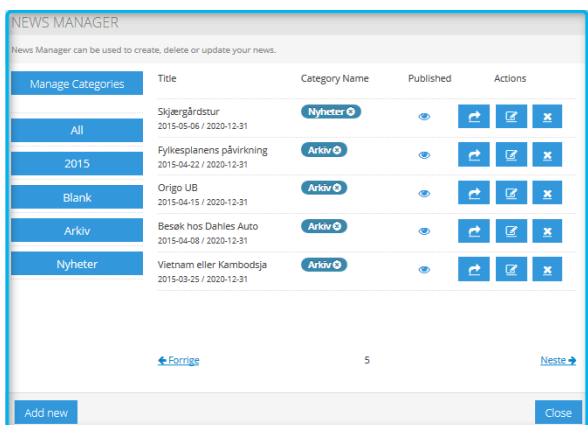 NEWS MANAGER
News Manager can be used to create, delete or update your news.
Manage Categories
All
2015
Blank
Arkiv
Nyheter
Title Category Name Published Actions
Skjærgårdstur Nyheter
2015-05-06 / 2020-12-31
Fylkesplanens påvirkning Arkiv
2015-04-22 / 2020-12-31
Origo UB Arkiv
2015-04-15 / 2020-12-31
Besøk hos Dahles Auto Arkiv
2015-04-08 / 2020-12-31
Vietnam eller Kambodsja Arkiv
2015-03-25 / 2020-12-31
Forrige 5 Neste
Add new Close